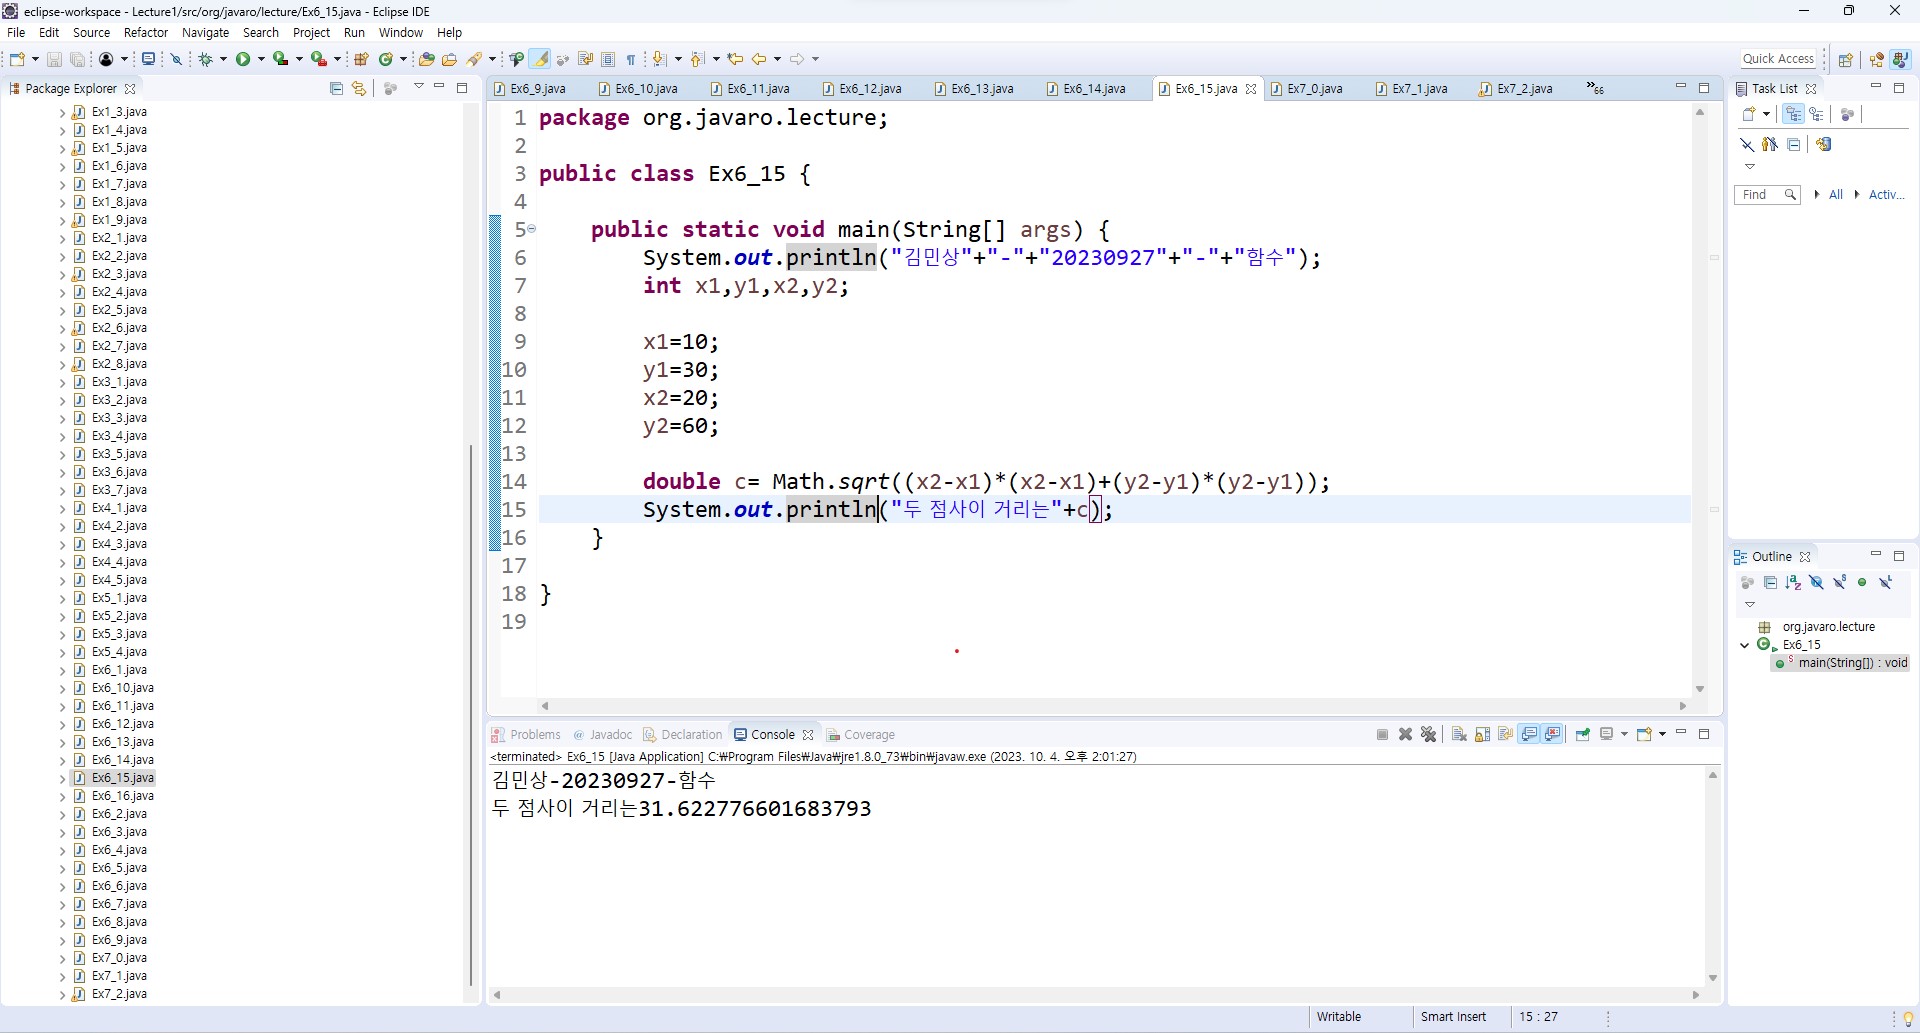 eclipse-workspace - Lecture1/src/org/javaro/lecture/Ex6_15.java - Eclipse IDE
File Edit Source Refactor Navigate Search Project Run Window Help
Quick Access
Package Explorer
Ex1_3.java
Ex1_4.java
Ex1_5.java
Ex1_6.java
Ex1_7.java
Ex1_8.java
Ex1_9.java
Ex2_1.java
Ex2_2.java
Ex2_3.java
Ex2_4.java
Ex2_5.java
Ex2_6.java
Ex2_7.java
Ex2_8.java
Ex3_1.java
Ex3_2.java
Ex3_3.java
Ex3_4.java
Ex3_5.java
Ex3_6.java
Ex3_7.java
Ex4_1.java
Ex4_2.java
Ex4_3.java
Ex4_4.java
Ex4_5.java
Ex5_1.java
Ex5_2.java
Ex5_3.java
Ex5_4.java
Ex6_1.java
Ex6_10.java
Ex6_11.java
Ex6_12.java
Ex6_13.java
Ex6_14.java
Ex6_15.java
Ex6_16.java
Ex6_2.java
Ex6_3.java
Ex6_4.java
Ex6_5.java
Ex6_6.java
Ex6_7.java
Ex6_8.java
Ex6_9.java
Ex7_0.java
Ex7_1.java
Ex7_2.java
Ex6_9.java Ex6_10.java Ex6_11.java Ex6_12.java Ex6_13.java Ex6_14.java Ex6_15.java Ex7_0.java Ex7_1.java Ex7_2.java »66
1 package org.javaro.lecture;
2
3 public class Ex6_15 {
4
5 public static void main(String[] args) {
6 System.out.println("김민상"+"-"+"20230927"+"-"+"함수");
7 int x1,y1,x2,y2;
8
9 x1=10;
10 y1=30;
11 x2=20;
12 y2=60;
13
14 double c= Math.sqrt((x2-x1)*(x2-x1)+(y2-y1)*(y2-y1));
15 System.out.println("두 점사이 거리는"+c);
16 }
17
18 }
19
Problems @ Javadoc Declaration Console Coverage
<terminated> Ex6_15 [Java Application] C:₩Program Files₩Java₩jre1.8.0_73₩bin₩javaw.exe (2023. 10. 4. 오후 2:01:27)
김민상-20230927-함수
두 점사이 거리는31.622776601683793
Task List
Find All Activ...
Outline
org.javaro.lecture
Ex6_15
main(String[]) : void
Writable Smart Insert 15 : 27